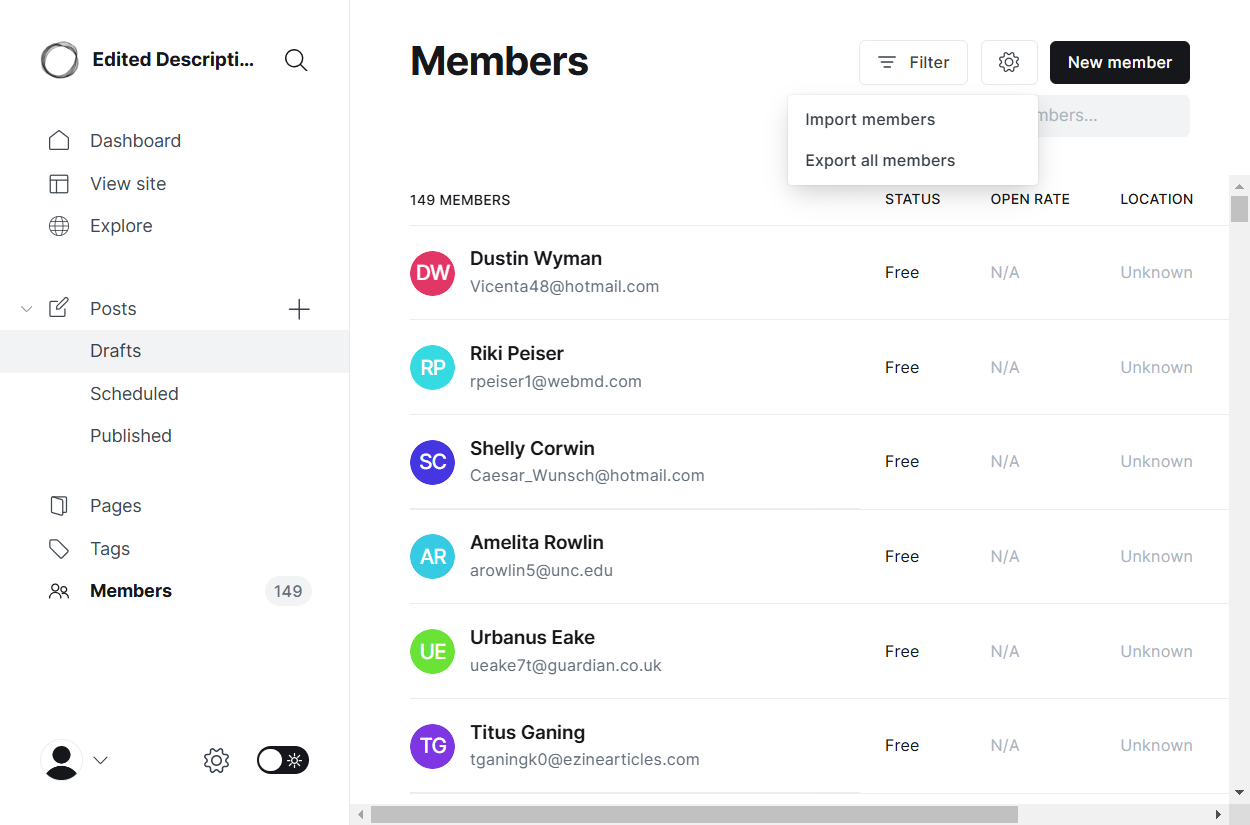 Edited Descripti...
Dashboard
View site
Explore
Posts
Drafts
Scheduled
Published
Pages
Tags
Members
149
Members
Filter
New member
Import members
Export all members
149 MEMBERS
STATUS
OPEN RATE
LOCATION
DW
Dustin Wyman
Vicenta48@hotmail.com
Free
N/A
Unknown
RP
Riki Peiser
rpeiser1@webmd.com
Free
N/A
Unknown
SC
Shelly Corwin
Caesar_Wunsch@hotmail.com
Free
N/A
Unknown
AR
Amelita Rowlin
arowlin5@unc.edu
Free
N/A
Unknown
UE
Urbanus Eake
ueake7t@guardian.co.uk
Free
N/A
Unknown
TG
Titus Ganing
tganingk0@ezinearticles.com
Free
N/A
Unknown